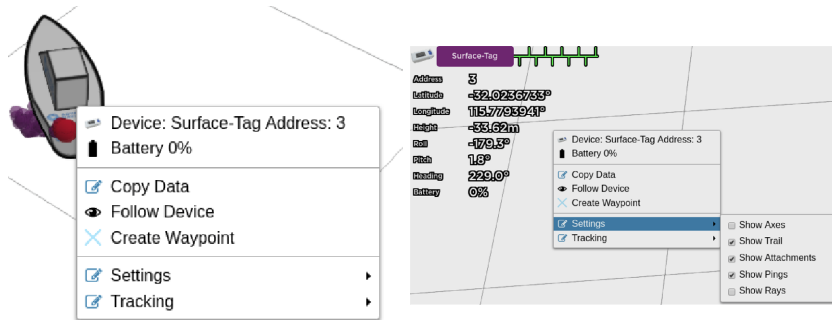 Device: Surface-Tag Address: 3
Battery 0%
Copy Data
Follow Device
Create Waypoint
Settings
Tracking
Surface-Tag
Address 3
Latitude -32.0236733°
Longitude 115.7793941°
Height -33.62m
Roll -179.3°
Pitch 1.8°
Heading 229.0°
Battery 0%
Device: Surface-Tag Address: 3
Battery 0%
Copy Data
Follow Device
Create Waypoint
Settings
Tracking
Show Axes
Show Trail
Show Attachments
Show Pings
Show Rays